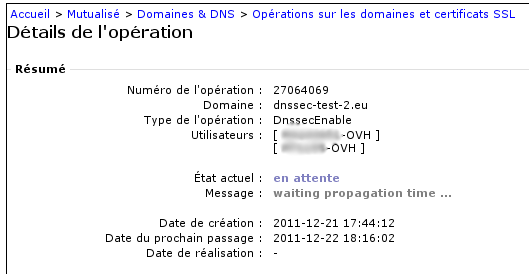 Accueil > Mutualisé > Domaines & DNS > Opérations sur les domaines et certificats SSL
Détails de l'opération
Résumé
Numéro de l'opération : 27064069
Domaine : dnssec-test-2.eu
Type de l'opération : DnssecEnable
Utilisateurs : [ -OVH ]
[ -OVH ]
État actuel : en attente
Message : waiting propagation time ...
Date de création : 2011-12-21 17:44:12
Date du prochain passage : 2011-12-22 18:16:02
Date de réalisation : -